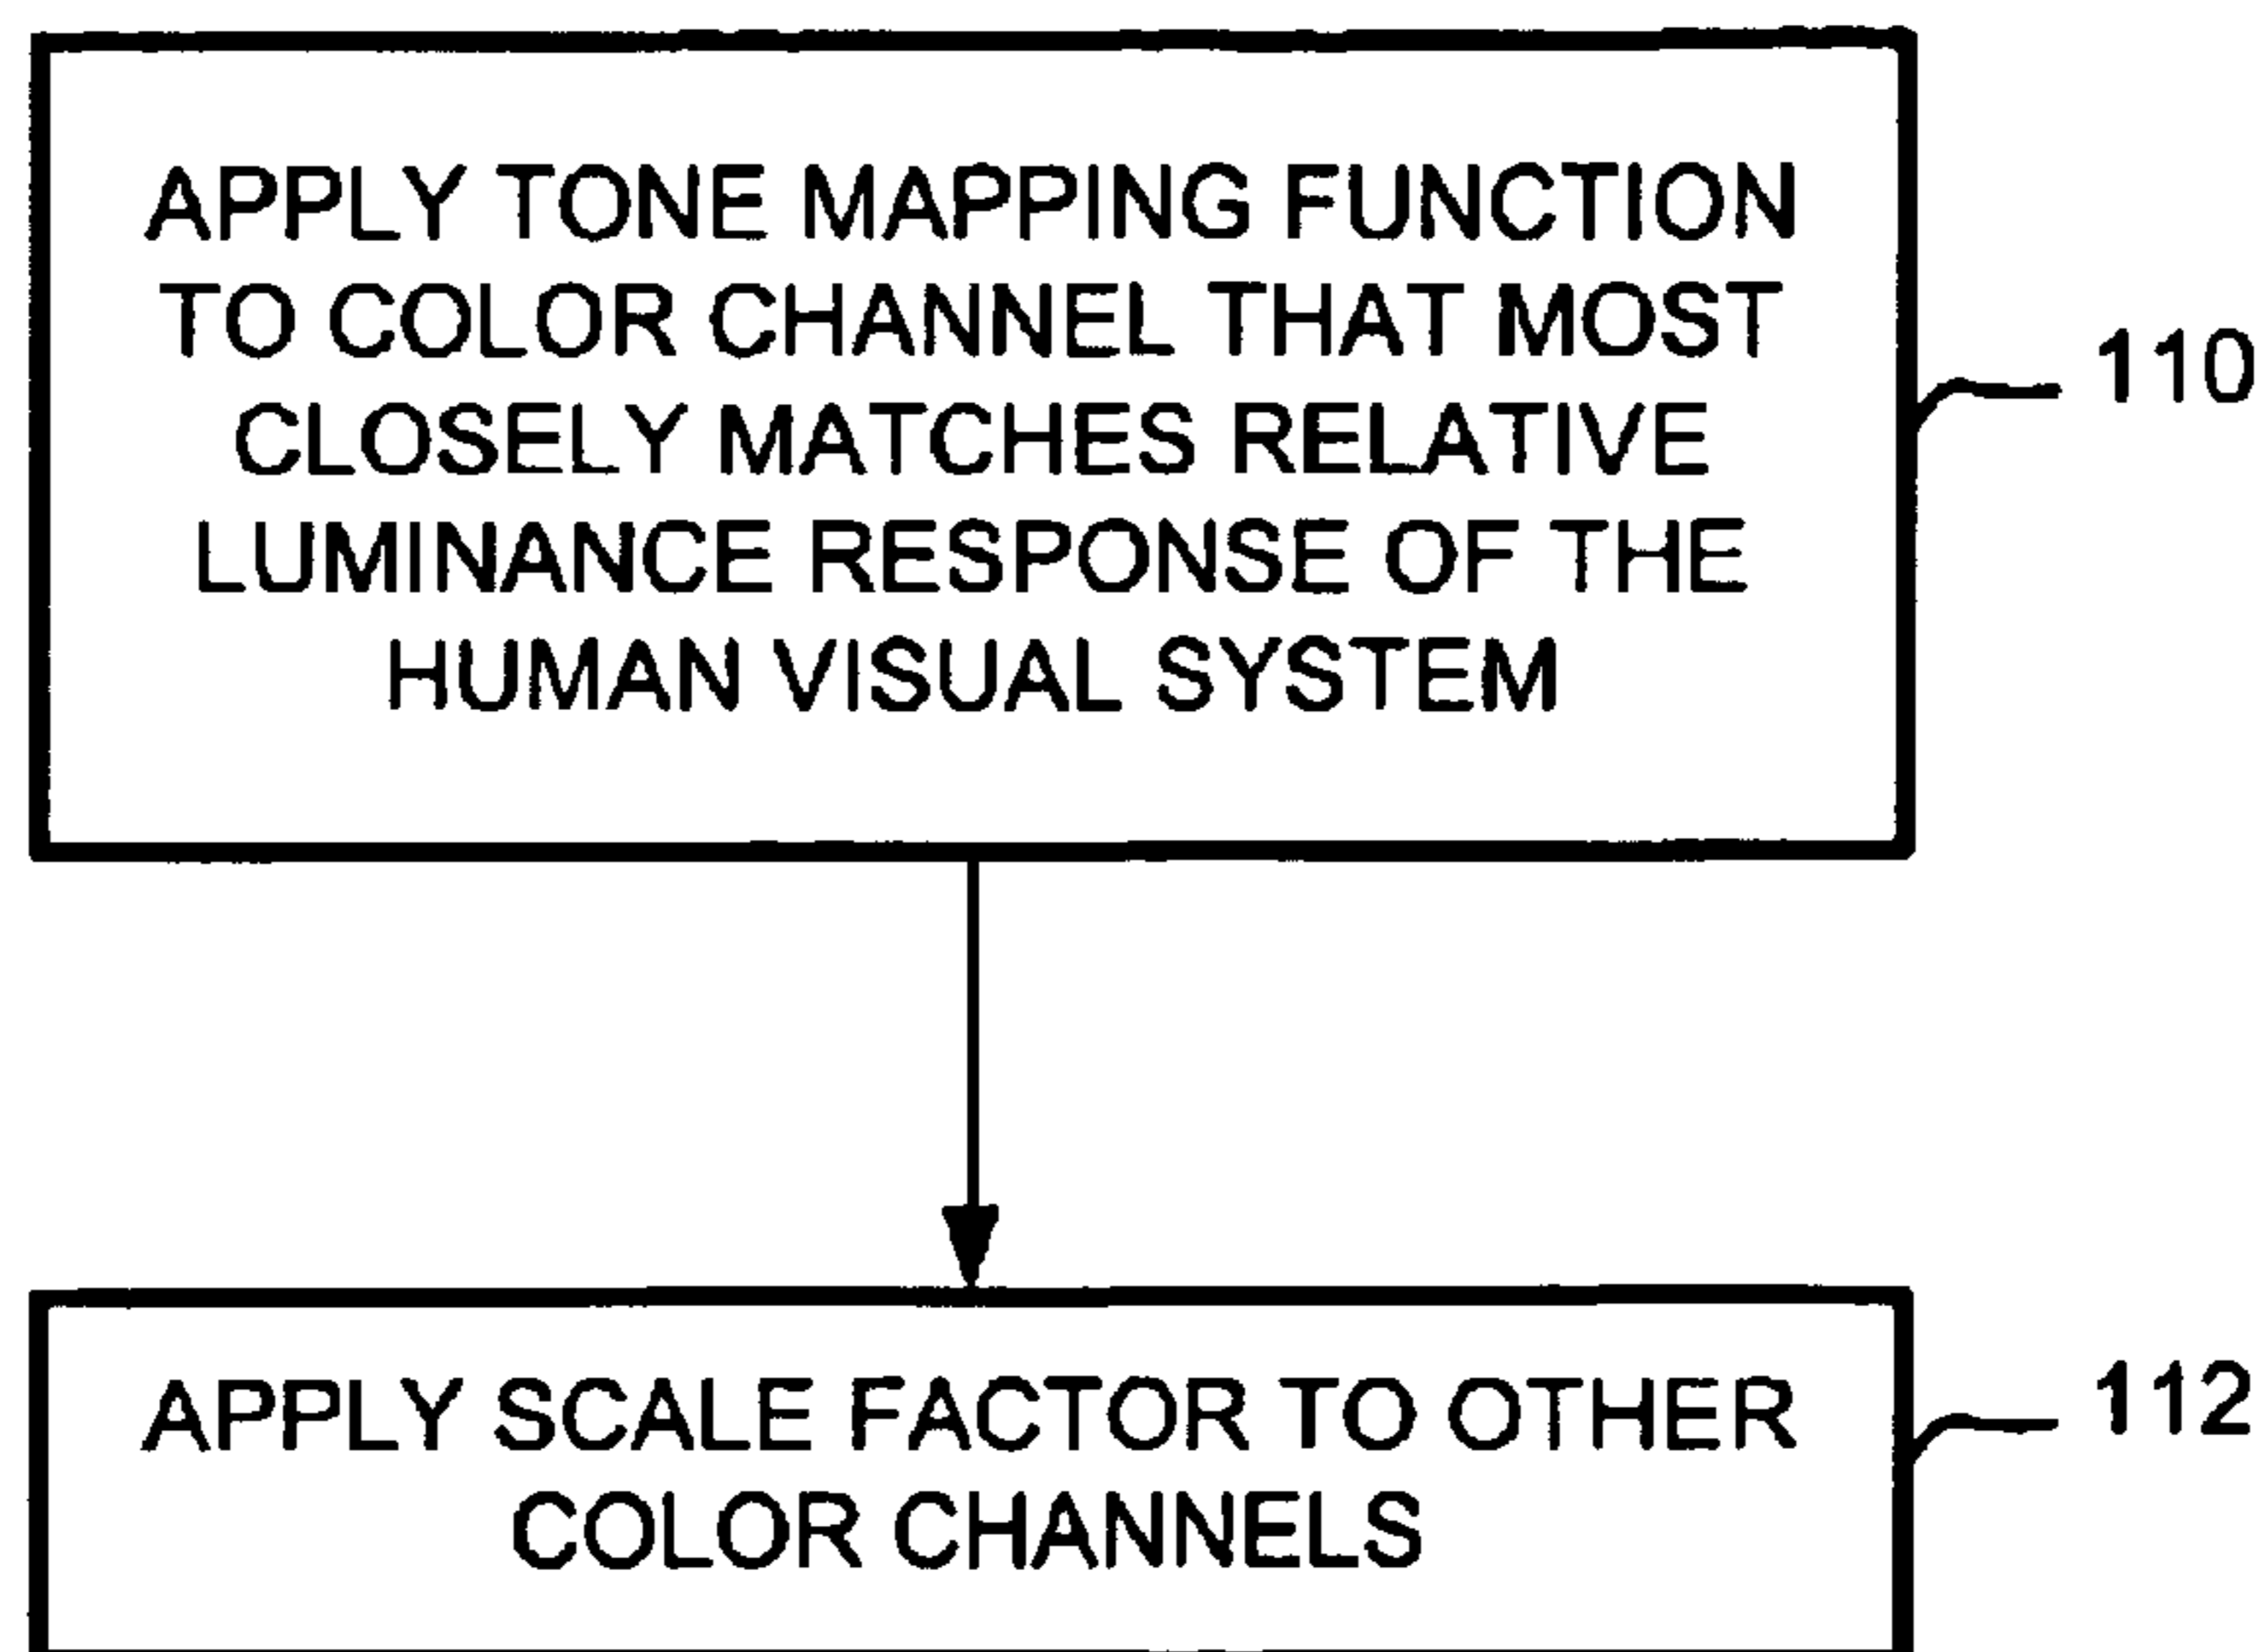 APPLY TONE MAPPING FUNCTION
TO COLOR CHANNEL THAT MOST
CLOSELY MATCHES RELATIVE
LUMINANCE RESPONSE OF THE
HUMAN VISUAL SYSTEM
110
APPLY SCALE FACTOR TO OTHER
COLOR CHANNELS
112